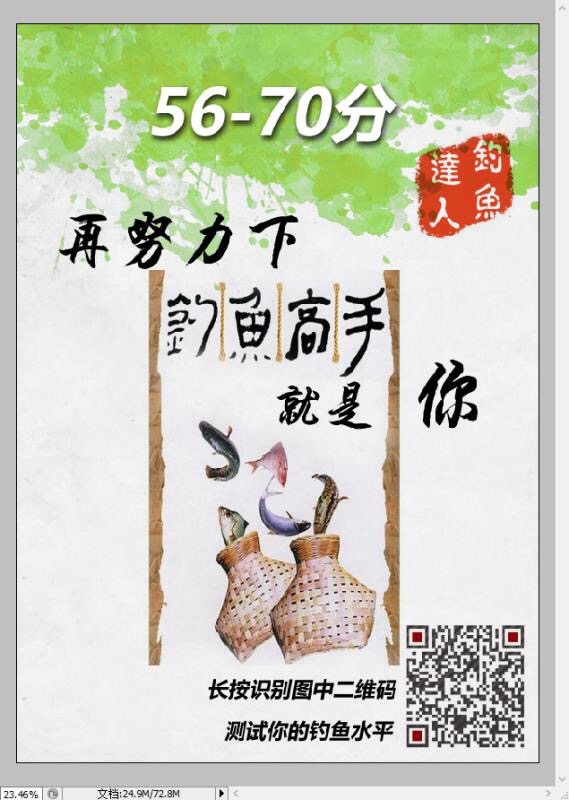 56-70分
釣魚
達人
再努力下
釣魚高手
就是 你
长按识别图中二维码
测试你的钓鱼水平
23.46%
文档:24.9M/72.8M